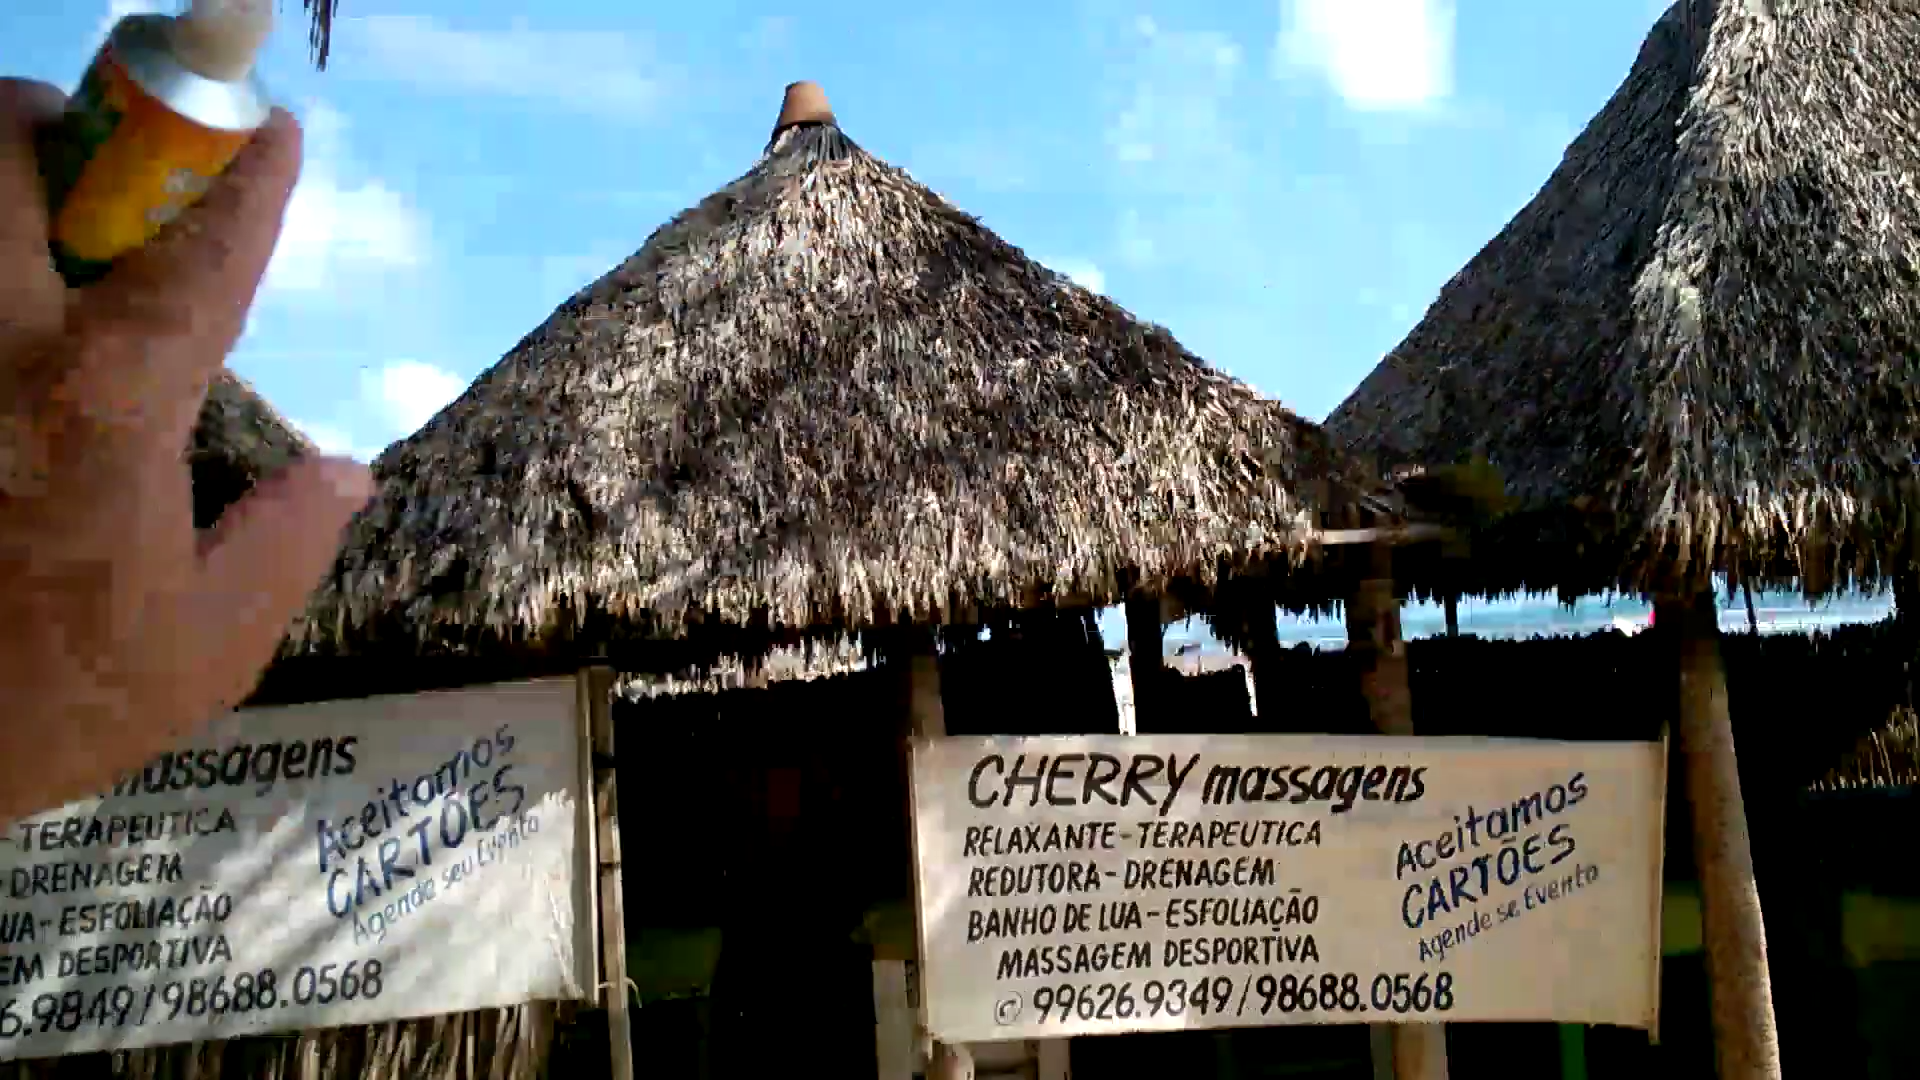 massagens
TERAPEUTICA
- DRENAGEM
UA - ESFOLIAÇÃO
EM DESPORTIVA
6.9849 / 98688.0568
Aceitamos
CARTÕES
Agende seu Evento
CHERRY massagens
RELAXANTE - TERAPEUTICA
REDUTORA - DRENAGEM
BANHO DE LUA - ESFOLIAÇÃO
MASSAGEM DESPORTIVA
99626.9349 / 98688.0568
Aceitamos
CARTÕES
Agende se. Evento